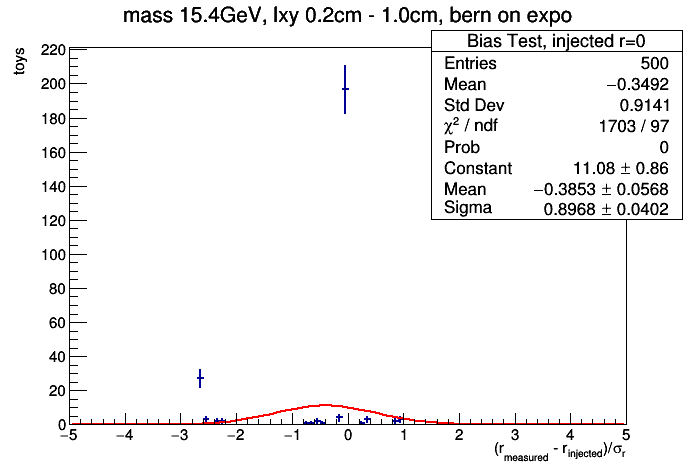 mass 15.4GeV, lxy 0.2cm - 1.0cm, bern on expo
Bias Test, injected r=0
Entries 500
Mean −0.3492
Std Dev 0.9141
χ² / ndf 1703 / 97
Prob 0
Constant 11.08 ± 0.86
Mean −0.3853 ± 0.0568
Sigma 0.8968 ± 0.0402
toys
220
200
180
160
140
120
100
80
60
40
20
0
−5 −4 −3 −2 −1 0 1 2 3 4 5
(r_measured - r_injected)/σ_r